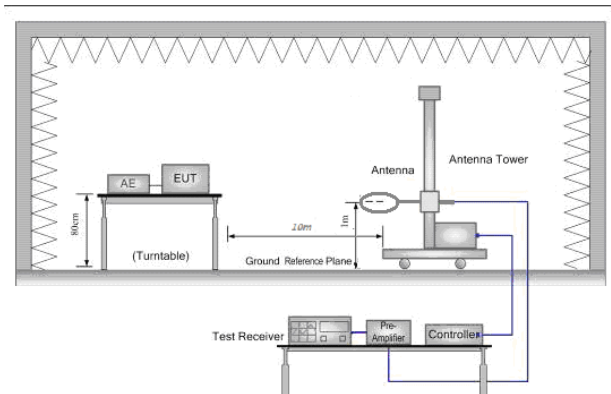 Antenna
Antenna Tower
AE
EUT
80cm
10m
1m
(Turntable)
Ground Reference Plane
Test Receiver
Pre-
Amplifier
Controller